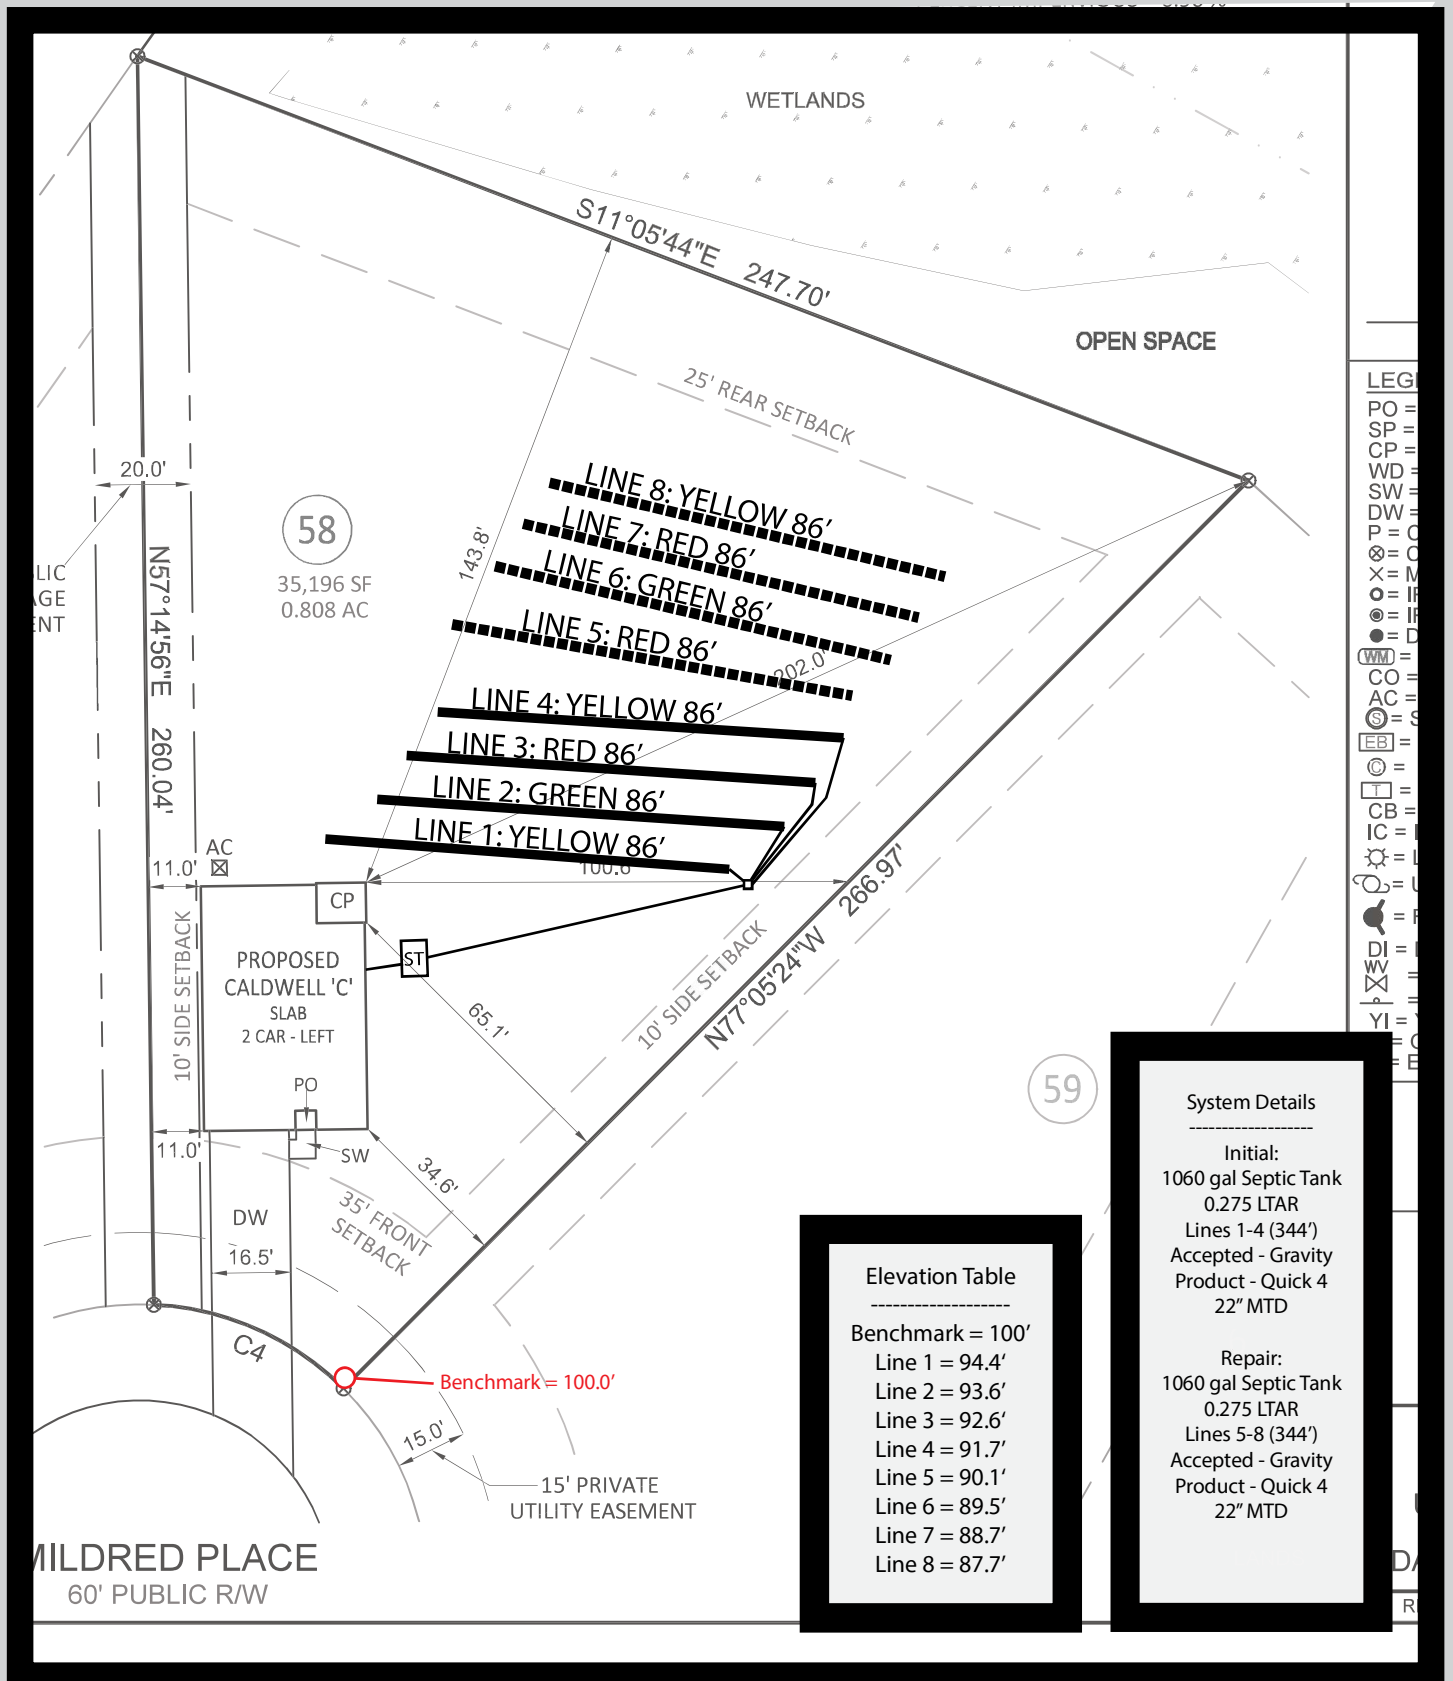 WETLANDS
S11°05'44"E 247.70'
OPEN SPACE
25' REAR SETBACK
20.0'
58
35,196 SF
0.808 AC
143.8'
N57°14'56"E 260.04'
LINE 8: YELLOW 86’
LINE 7: RED 86’
LINE 6: GREEN 86’
LINE 5: RED 86’
202.0'
LINE 4: YELLOW 86’
LINE 3: RED 86’
LINE 2: GREEN 86’
LINE 1: YELLOW 86’
AC
11.0'
CP
ST
10' SIDE SETBACK
PROPOSED
CALDWELL 'C'
SLAB
2 CAR - LEFT
65.1'
10' SIDE SETBACK
N77°05'24"W 266.97'
PO
SW
11.0'
34.6'
35' FRONT
SETBACK
DW
16.5'
C4
Benchmark = 100.0’
15.0'
15' PRIVATE
UTILITY EASEMENT
PLACE
60' PUBLIC R/W
59
PO =
SP =
CP =
WD =
SW =
DW =
P =
WM =
CO =
AC =
S =
EB =
C =
T =
CB =
IC =
DI =
WV
YI =
Elevation Table
-------------------
Benchmark = 100’
Line 1 = 94.4‘
Line 2 = 93.6’
Line 3 = 92.6’
Line 4 = 91.7’
Line 5 = 90.1‘
Line 6 = 89.5’
Line 7 = 88.7’
Line 8 = 87.7’
System Details
-------------------
Initial:
1060 gal Septic Tank
0.275 LTAR
Lines 1-4 (344’)
Accepted - Gravity
Product - Quick 4
22” MTD
Repair:
1060 gal Septic Tank
0.275 LTAR
Lines 5-8 (344’)
Accepted - Gravity
Product - Quick 4
22” MTD